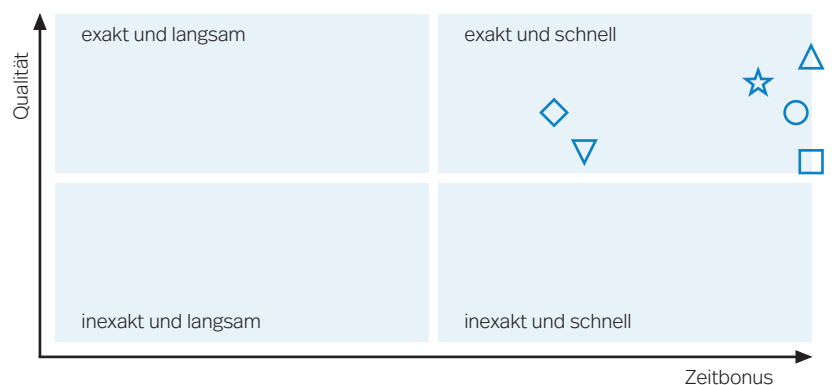 exakt und langsam
exakt und schnell
Qualität
inexakt und langsam
inexakt und schnell
Zeitbonus